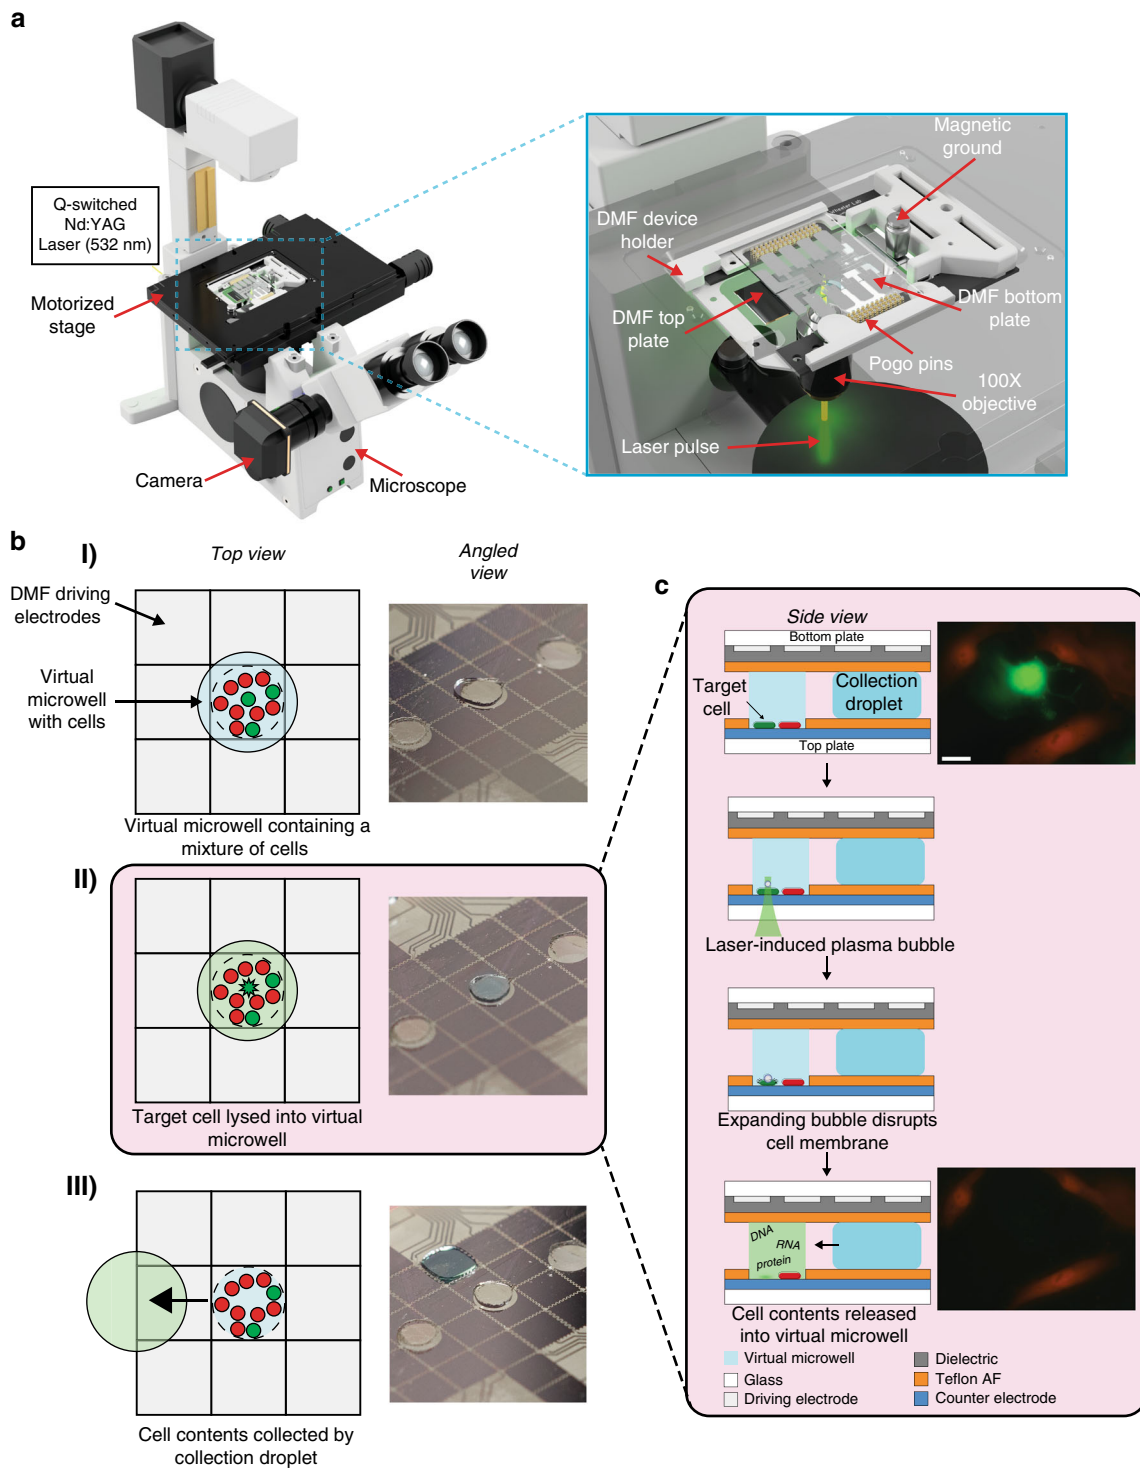 a
Q-switched
Nd:YAG
Laser (532 nm)
Motorized
stage
Camera
Microscope
Magnetic
ground
DMF device
holder
DMF top
plate
DMF bottom
plate
Pogo pins
100X
objective
Laser pulse
b
I)
Top view
Angled
view
DMF driving
electrodes
Virtual
microwell
with cells
Virtual microwell containing a
mixture of cells
II)
Target cell lysed into virtual
microwell
III)
Cell contents collected by
collection droplet
c
Side view
Bottom plate
Target
cell
Collection
droplet
Top plate
Laser-induced plasma bubble
Expanding bubble disrupts
cell membrane
DNA
RNA
protein
Cell contents released
into virtual microwell
Virtual microwell
Glass
Driving electrode
Dielectric
Teflon AF
Counter electrode